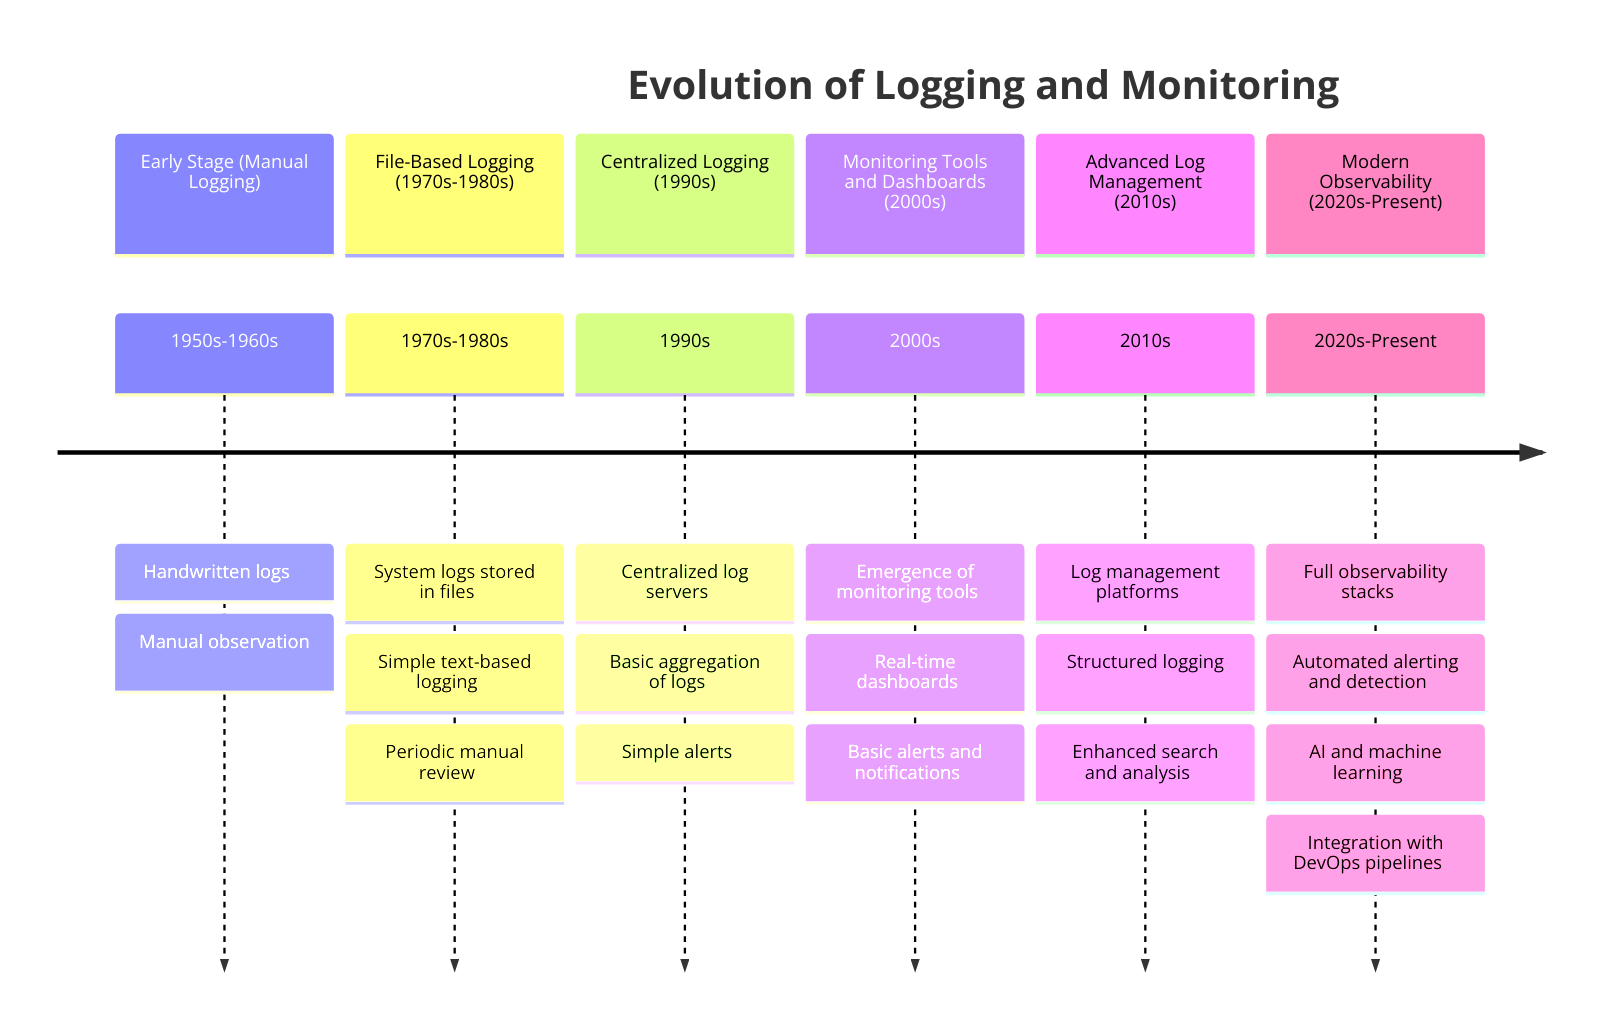 Evolution of Logging and Monitoring
Early Stage (Manual
Logging)
File-Based Logging
(1970s-1980s)
Centralized Logging
(1990s)
Monitoring Tools
and Dashboards
(2000s)
Advanced Log
Management
(2010s)
Modern
Observability
(2020s-Present)
1950s-1960s
1970s-1980s
1990s
2000s
2010s
2020s-Present
Handwritten logs
Manual observation
System logs stored
in files
Simple text-based
logging
Periodic manual
review
Centralized log
servers
Basic aggregation
of logs
Simple alerts
Emergence of
monitoring tools
Real-time
dashboards
Basic alerts and
notifications
Log management
platforms
Structured logging
Enhanced search
and analysis
Full observability
stacks
Automated alerting
and detection
AI and machine
learning
Integration with
DevOps pipelines